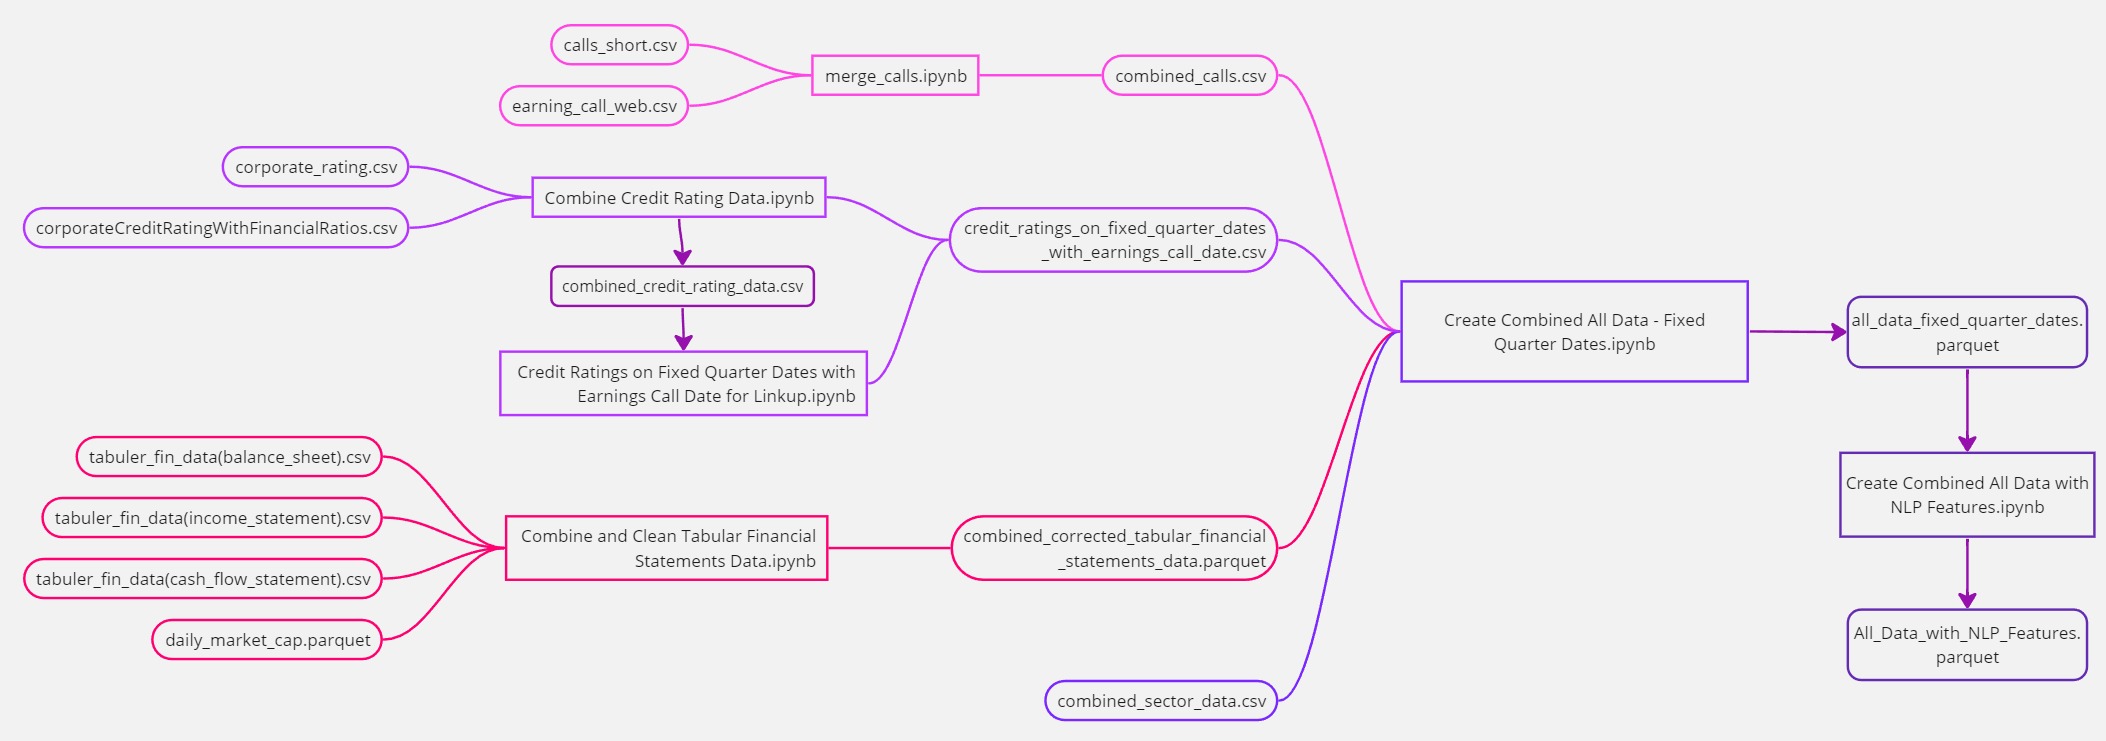 calls_short.csv
earning_call_web.csv
merge_calls.ipynb
combined_calls.csv
corporate_rating.csv
corporateCreditRatingWithFinancialRatios.csv
Combine Credit Rating Data.ipynb
combined_credit_rating_data.csv
Credit Ratings on Fixed Quarter Dates with
Earnings Call Date for Linkup.ipynb
credit_ratings_on_fixed_quarter_dates
_with_earnings_call_date.csv
tabuler_fin_data(balance_sheet).csv
tabuler_fin_data(income_statement).csv
tabuler_fin_data(cash_flow_statement).csv
daily_market_cap.parquet
Combine and Clean Tabular Financial
Statements Data.ipynb
combined_corrected_tabular_financial
_statements_data.parquet
combined_sector_data.csv
Create Combined All Data - Fixed
Quarter Dates.ipynb
all_data_fixed_quarter_dates.
parquet
Create Combined All Data with
NLP Features.ipynb
All_Data_with_NLP_Features.
parquet